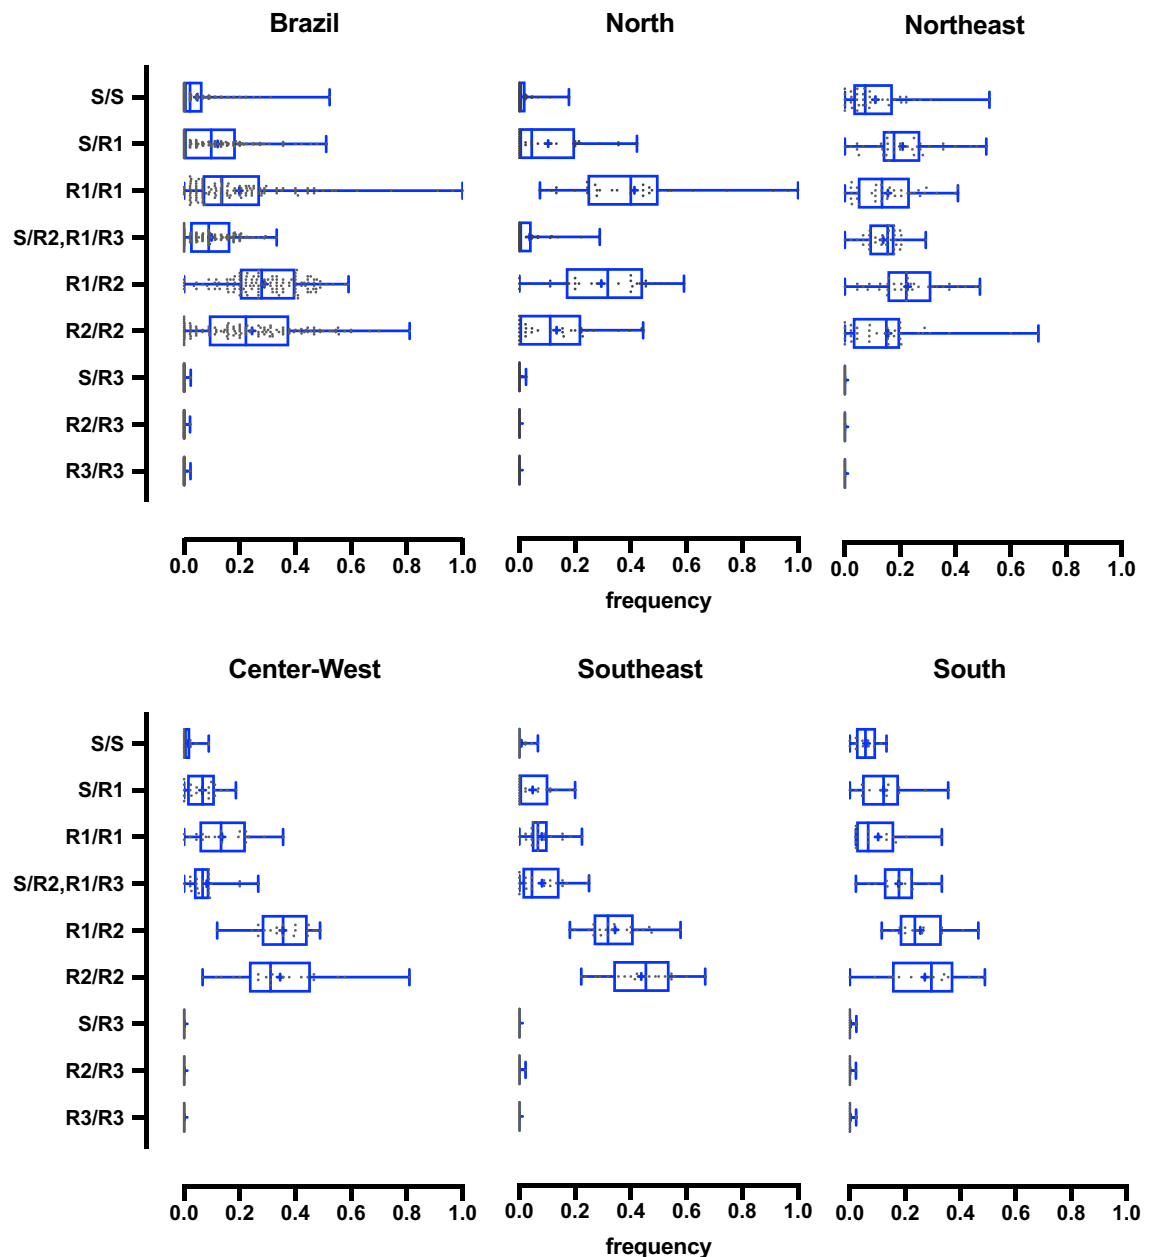 Brazil North Northeast
S/S
S/R1
R1/R1
S/R2,R1/R3
R1/R2
R2/R2
S/R3
R2/R3
R3/R3
0.0 0.2 0.4 0.6 0.8 1.0 0.0 0.2 0.4 0.6 0.8 1.0 0.0 0.2 0.4 0.6 0.8 1.0
frequency
Center-West Southeast South
S/S
S/R1
R1/R1
S/R2,R1/R3
R1/R2
R2/R2
S/R3
R2/R3
R3/R3
0.0 0.2 0.4 0.6 0.8 1.0 0.0 0.2 0.4 0.6 0.8 1.0 0.0 0.2 0.4 0.6 0.8 1.0
frequency